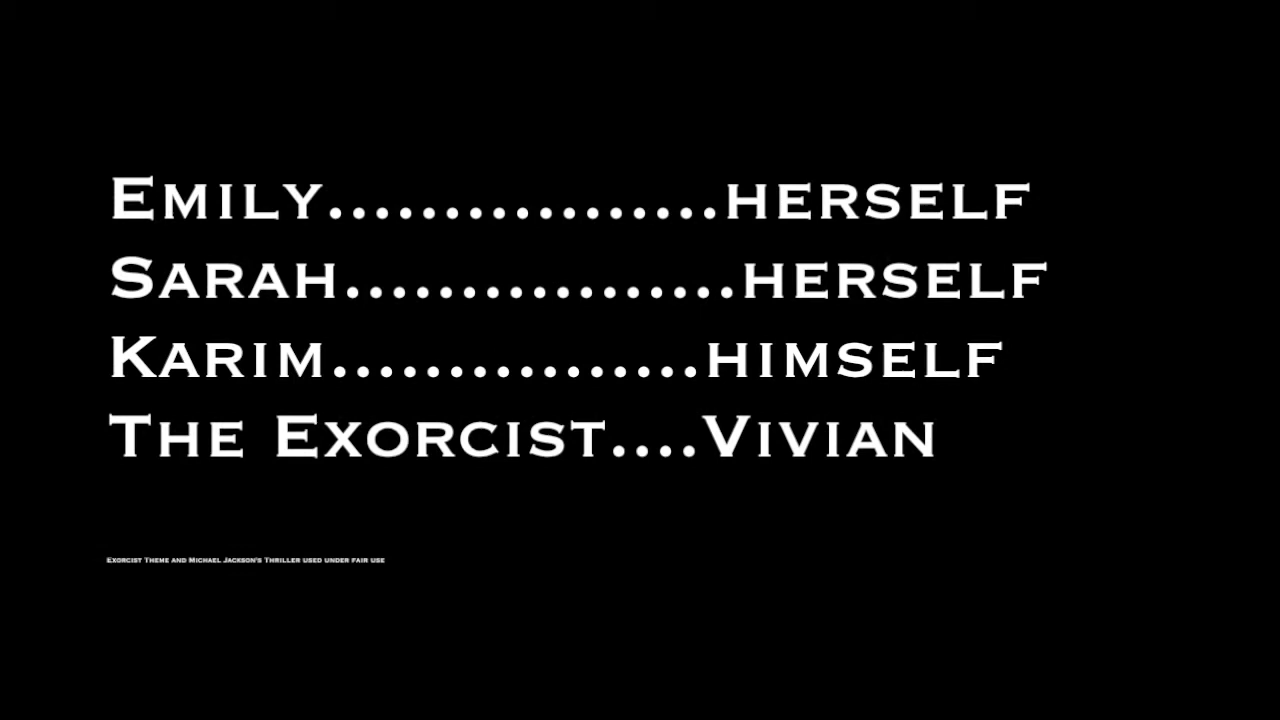 Emily.................herself
Sarah.................herself
Karim................himself
The Exorcist....Vivian
Exorcist Theme and Michael Jackson's Thriller used under fair use